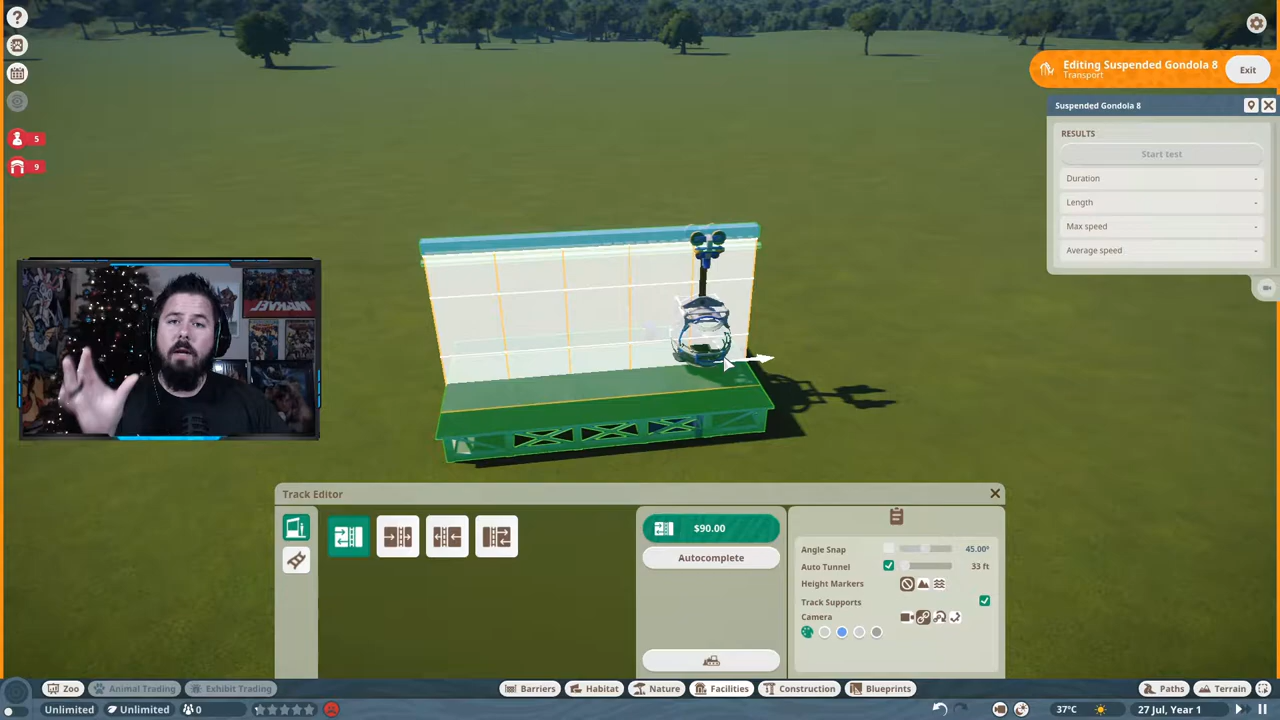 ?
Editing Suspended Gondola 8
Transport
Exit
Suspended Gondola 8
RESULTS
Start test
Duration -
Length -
Max speed -
Average speed -
5
9
MARVEL
Track Editor
$90.00
Autocomplete
Angle Snap 45.00°
Auto Tunnel 33 ft
Height Markers
Track Supports
Camera
Zoo Animal Trading Exhibit Trading Barriers Habitat Nature Facilities Construction Blueprints Paths Terrain
Unlimited Unlimited 0 37°C 27 Jul, Year 1